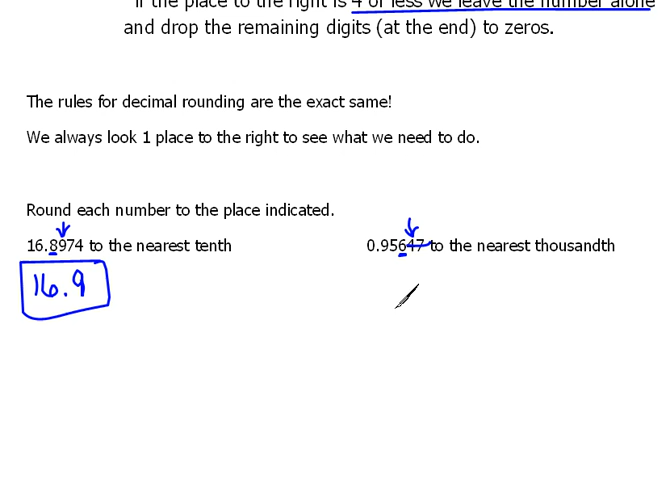 if the place to the right is 4 or less we leave the number alone
and drop the remaining digits (at the end) to zeros.
The rules for decimal rounding are the exact same!
We always look 1 place to the right to see what we need to do.
Round each number to the place indicated.
16.8974 to the nearest tenth 0.95647 to the nearest thousandth
16.9